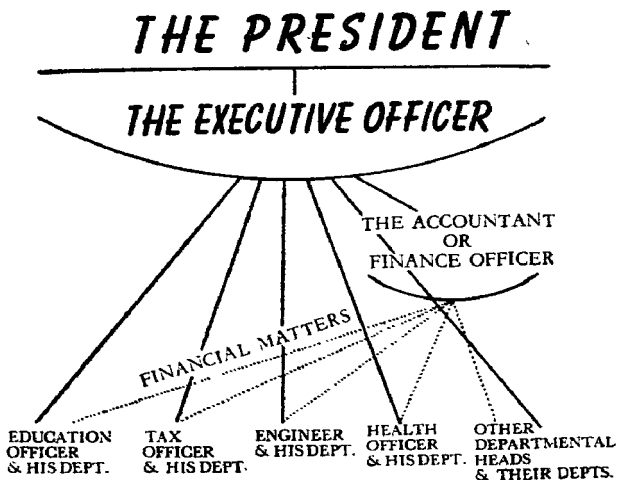 THE PRESIDENT
THE EXECUTIVE OFFICER
THE ACCOUNTANT
OR
FINANCE OFFICER
FINANCIAL MATTERS
EDUCATION
OFFICER
& HIS DEPT.
TAX
OFFICER
& HIS DEPT.
ENGINEER
& HIS DEPT.
HEALTH
OFFICER
& HIS DEPT.
OTHER
DEPARTMENTAL
HEADS
& THEIR DEPTS.